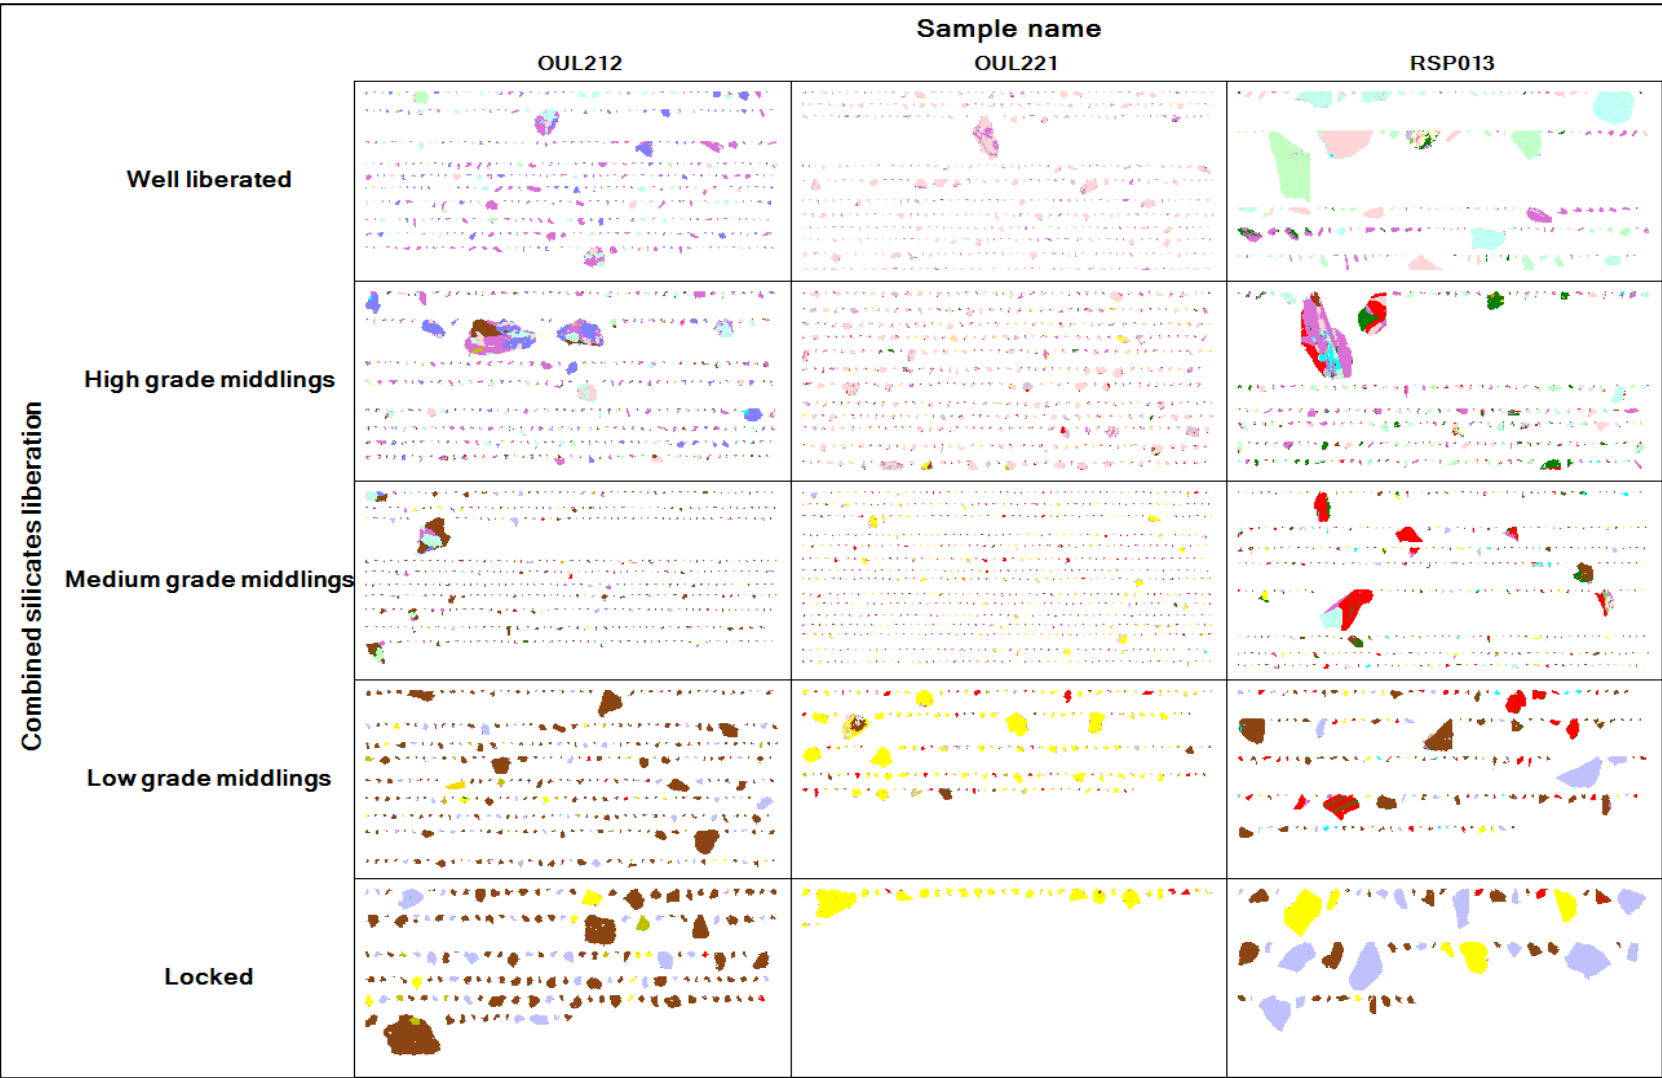 Sample name
OUL212 OUL221 RSP013
Combined silicates liberation
Well liberated
High grade middlings
Medium grade middlings
Low grade middlings
Locked